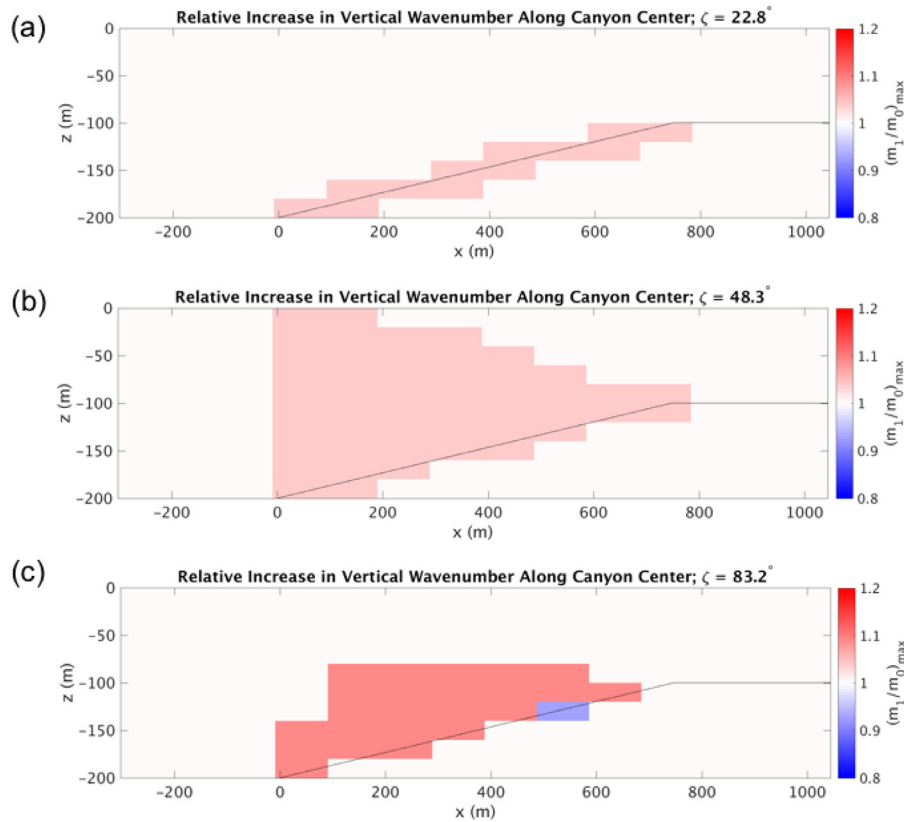 (a)
Relative Increase in Vertical Wavenumber Along Canyon Center; ζ = 22.8°
0
−50
−100
−150
−200
z (m)
−200 0 200 400 600 800 1000
x (m)
1.2
1.1
1
0.9
0.8
(m₁/m₀)max
(b)
Relative Increase in Vertical Wavenumber Along Canyon Center; ζ = 48.3°
0
−50
−100
−150
−200
z (m)
−200 0 200 400 600 800 1000
x (m)
1.2
1.1
1
0.9
0.8
(m₁/m₀)max
(c)
Relative Increase in Vertical Wavenumber Along Canyon Center; ζ = 83.2°
0
−50
−100
−150
−200
z (m)
−200 0 200 400 600 800 1000
x (m)
1.2
1.1
1
0.9
0.8
(m₁/m₀)max